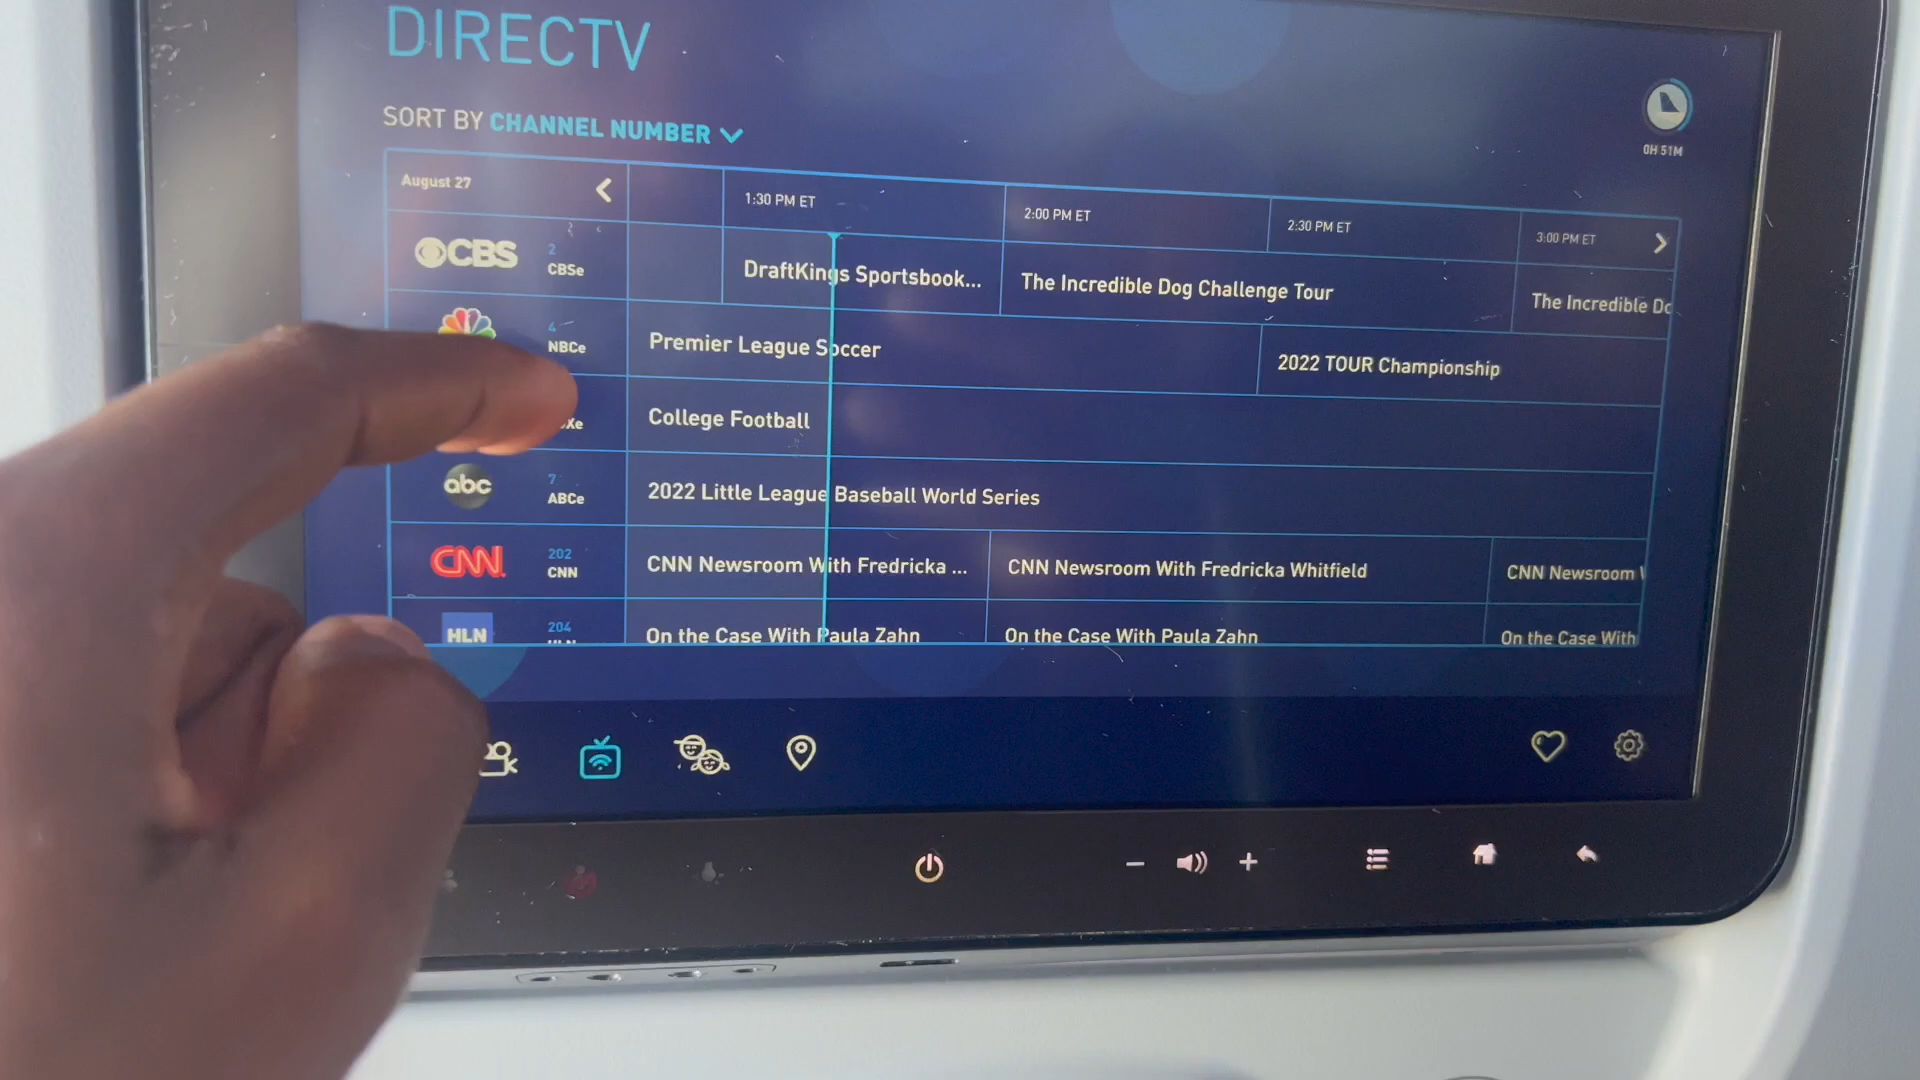 DIRECTV
SORT BY CHANNEL NUMBER
0H 51M
August 27
1:30 PM ET
2:00 PM ET
2:30 PM ET
3:00 PM ET
CBS
2
CBSe
DraftKings Sportsbook...
The Incredible Dog Challenge Tour
The Incredible Do
4
NBCe
Premier League Soccer
2022 TOUR Championship
Xe
College Football
abc
7
ABCe
2022 Little League Baseball World Series
CNN
202
CNN
CNN Newsroom With Fredricka ...
CNN Newsroom With Fredricka Whitfield
CNN Newsroom
HLN
204
On the Case With Paula Zahn
On the Case With Paula Zahn
On the Case With